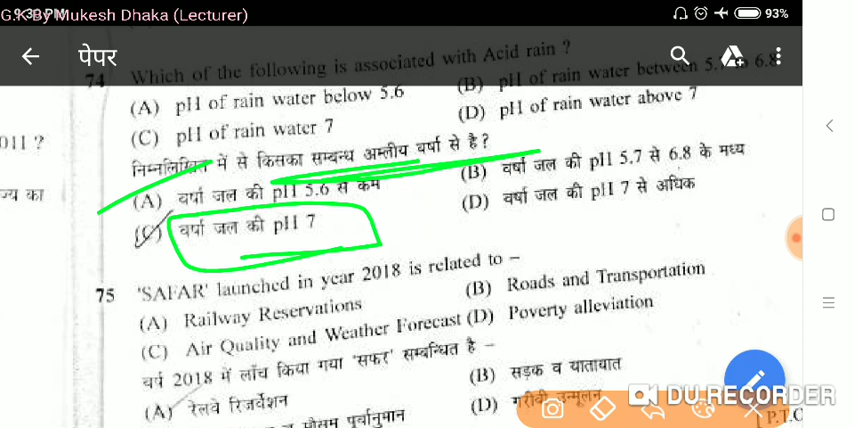 G.K By Mukesh Dhaka (Lecturer)
93%
पेपर
74 Which of the following is associated with Acid rain ?
(A) pH of rain water below 5.6
(B) pH of rain water between 5.7 to 6.8
(C) pH of rain water 7
(D) pH of rain water above 7
निम्नलिखित में से किसका सम्बन्ध अम्लीय वर्षा से है?
(A) वर्षा जल की pH 5.6 से कम
(B) वर्षा जल की pH 5.7 से 6.8 के मध्य
(C) वर्षा जल की pH 7
(D) वर्षा जल की pH 7 से अधिक
011 ?
ज्य का
75 'SAFAR' launched in year 2018 is related to –
(A) Railway Reservations
(B) Roads and Transportation
(C) Air Quality and Weather Forecast (D) Poverty alleviation
वर्ष 2018 में लाँच किया गया 'सफर' सम्बन्धित है –
(A) रेलवे रिजर्वेशन
(B) सड़क व यातायात
मौसम पूर्वानुमान
(D) गरीबी उन्मूलन
DU RECORDER
[ P.T.O